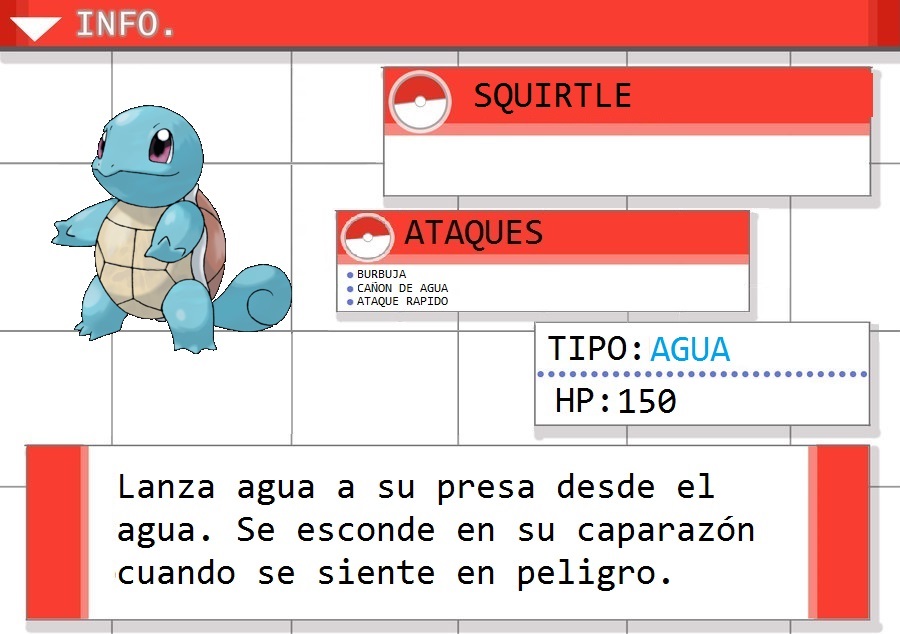 INFO.
SQUIRTLE
ATAQUES
BURBUJA
CAÑON DE AGUA
ATAQUE RAPIDO
TIPO:AGUA
HP:150
Lanza agua a su presa desde el
agua. Se esconde en su caparazón
cuando se siente en peligro.